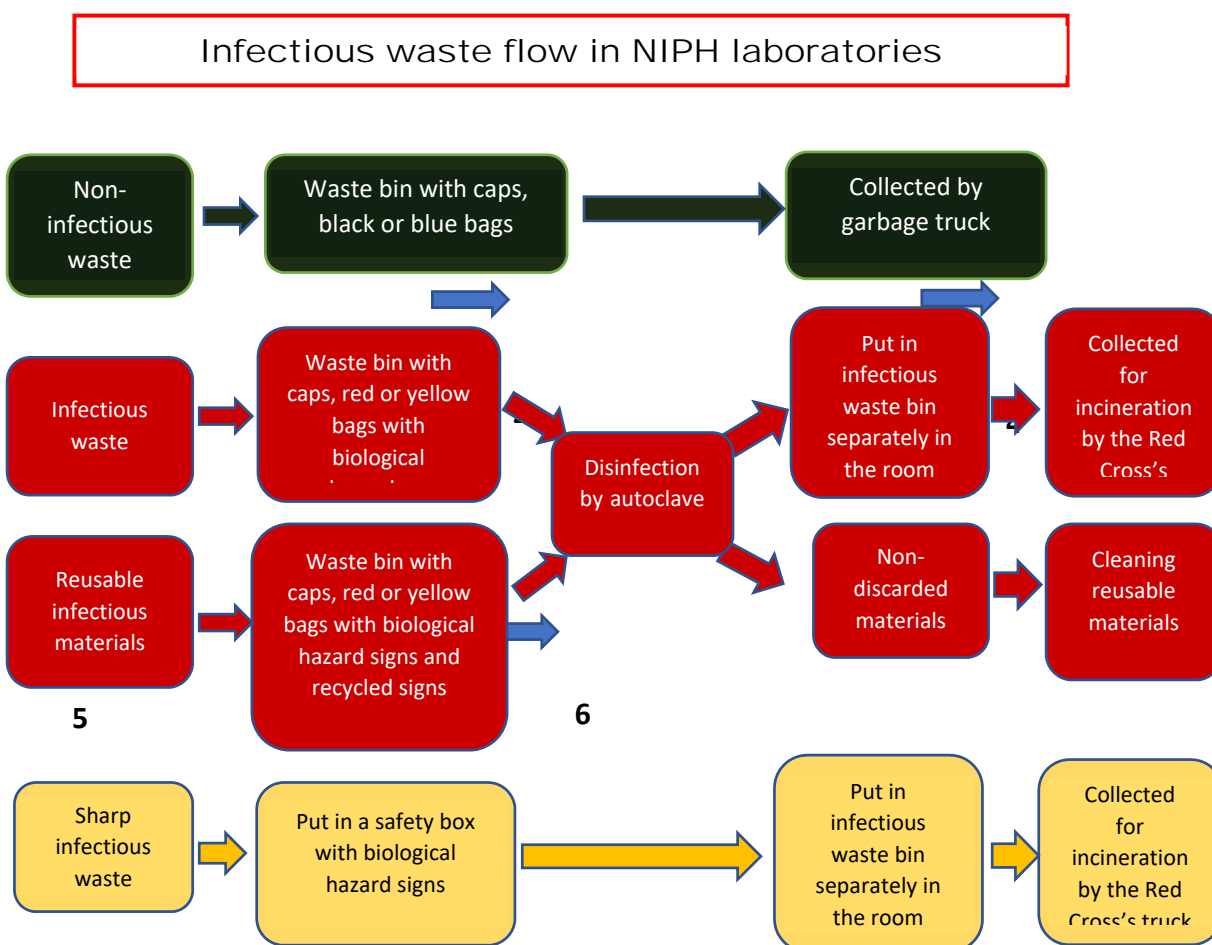 Infectious waste flow in NIPH laboratories
Non-
infectious
waste
Waste bin with caps,
black or blue bags
Collected by
garbage truck
Infectious
waste
Waste bin with
caps, red or yellow
bags with
biological
Disinfection
by autoclave
Put in
infectious
waste bin
separately in
the room
Collected
for
incineration
by the Red
Cross's
Reusable
infectious
materials
Waste bin with
caps, red or yellow
bags with biological
hazard signs and
recycled signs
Non-
discarded
materials
Cleaning
reusable
materials
5
6
Sharp
infectious
waste
Put in a safety box
with biological
hazard signs
Put in
infectious
waste bin
separately in
the room
Collected
for
incineration
by the Red
Cross's truck